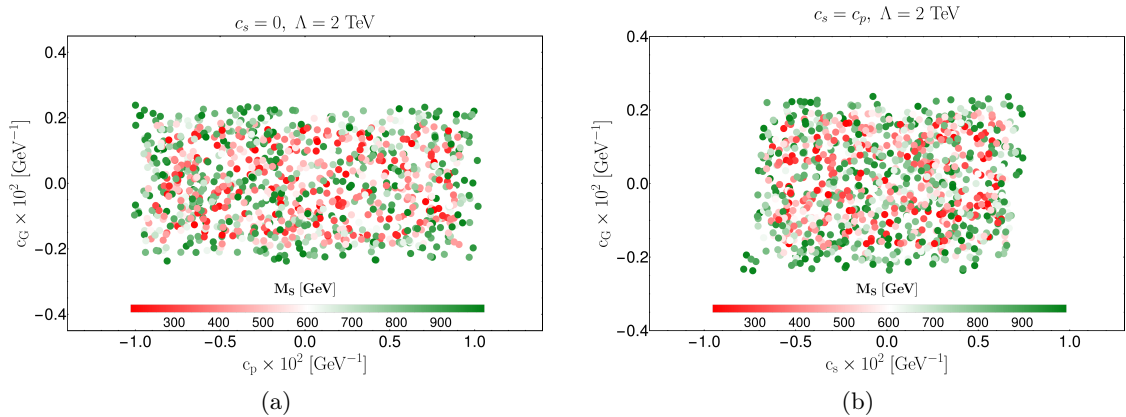 c_s = 0, Λ = 2 TeV
0.4
0.2
0.0
−0.2
−0.4
c_G × 10^2 [GeV^−1]
M_S [GeV]
300 400 500 600 700 800 900
−1.0 −0.5 0.0 0.5 1.0
c_p × 10^2 [GeV^−1]
(a)
c_s = c_p, Λ = 2 TeV
0.4
0.2
0.0
−0.2
−0.4
c_G × 10^2 [GeV^−1]
M_S [GeV]
300 400 500 600 700 800 900
−1.0 −0.5 0.0 0.5 1.0
c_s × 10^2 [GeV^−1]
(b)